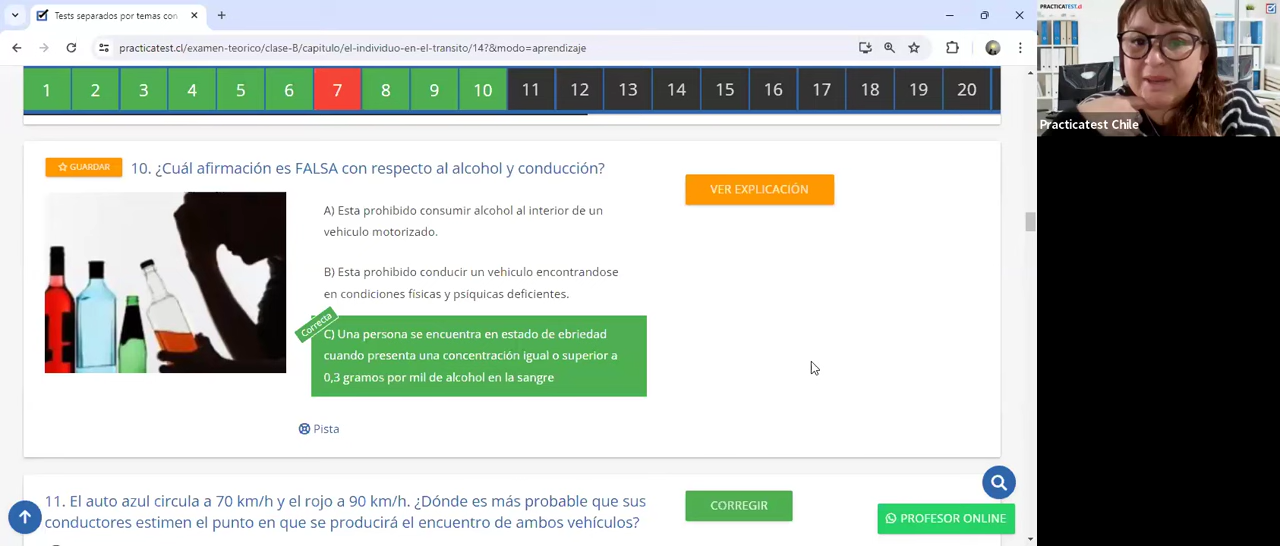 Tests separados por temas con
practicatest.cl/examen-teorico/clase-B/capitulo/el-individuo-en-el-transito/14?&modo=aprendizaje
PRACTICATEST.cl
Practicatest Chile
1 2 3 4 5 6 7 8 9 10 11 12 13 14 15 16 17 18 19 20
GUARDAR
10. ¿Cuál afirmación es FALSA con respecto al alcohol y conducción?
VER EXPLICACIÓN
A) Esta prohibido consumir alcohol al interior de un
vehiculo motorizado.
B) Esta prohibido conducir un vehiculo encontrandose
en condiciones físicas y psiquicas deficientes.
Correcta
C) Una persona se encuentra en estado de ebriedad
cuando presenta una concentración igual o superior a
0,3 gramos por mil de alcohol en la sangre
Pista
11. El auto azul circula a 70 km/h y el rojo a 90 km/h. ¿Dónde es más probable que sus
conductores estimen el punto en que se producirá el encuentro de ambos vehículos?
CORREGIR
PROFESOR ONLINE